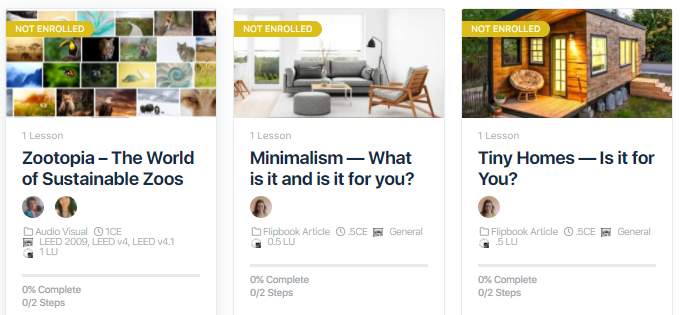 NOT ENROLLED
1 Lesson
Zootopia – The World
of Sustainable Zoos
Audio Visual 1CE
LEED 2009, LEED v4, LEED v4.1
1 LU
0% Complete
0/2 Steps
NOT ENROLLED
1 Lesson
Minimalism — What
is it and is it for you?
Flipbook Article .5CE General
0.5 LU
0% Complete
0/2 Steps
NOT ENROLLED
1 Lesson
Tiny Homes — Is it for
You?
Flipbook Article .5CE General
.5 LU
0% Complete
0/2 Steps